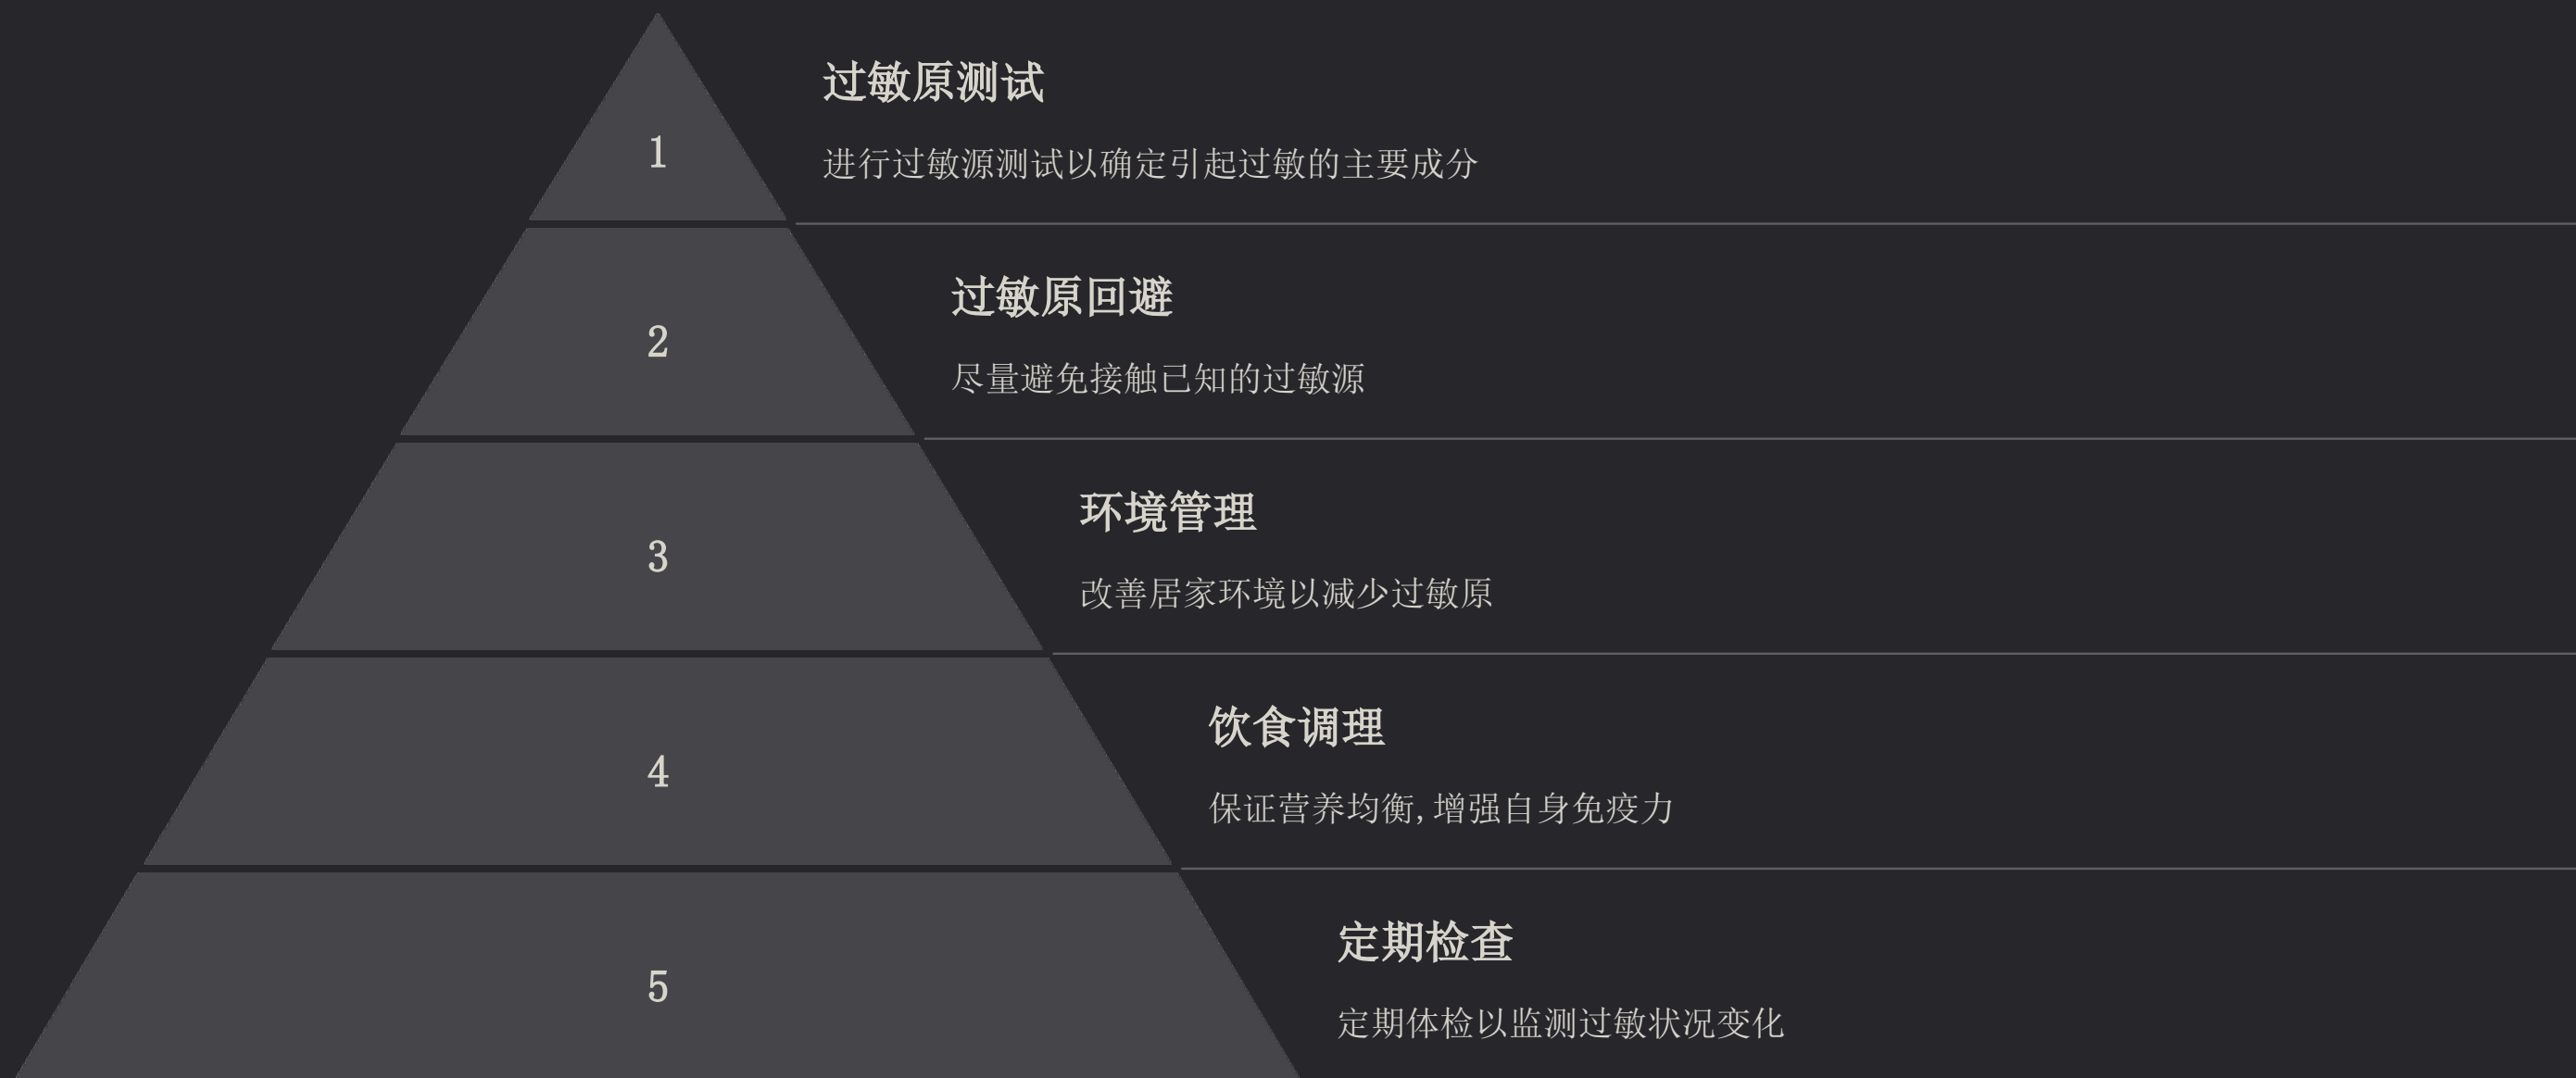 1
过敏原测试
进行过敏源测试以确定引起过敏的主要成分
2
过敏原回避
尽量避免接触已知的过敏源
3
环境管理
改善居家环境以减少过敏原
4
饮食调理
保证营养均衡,增强自身免疫力
5
定期检查
定期体检以监测过敏状况变化